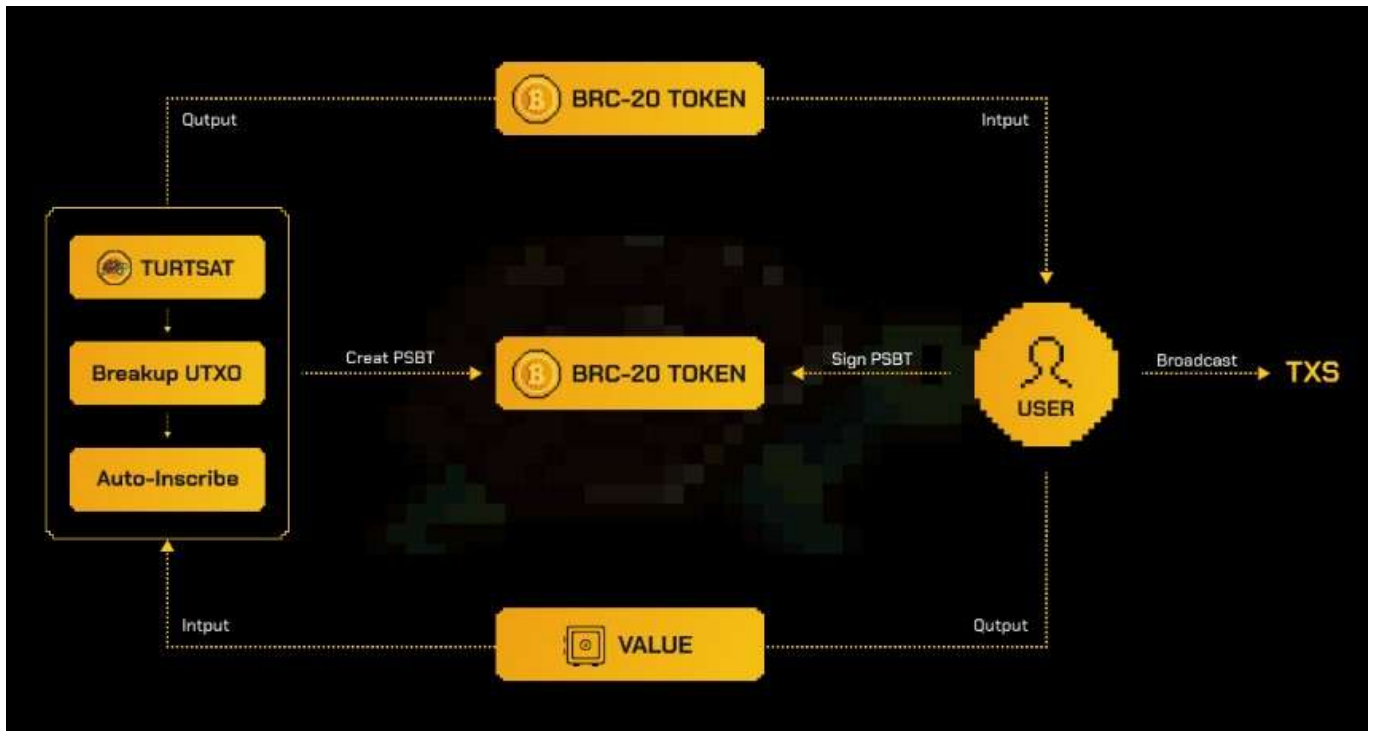 BRC-20 TOKEN
Qutput
Intput
TURTSAT
Breakup UTXO
Auto-Inscribe
Creat PSBT
BRC-20 TOKEN
Sign PSBT
USER
Broadcast
TXS
Intput
Qutput
VALUE